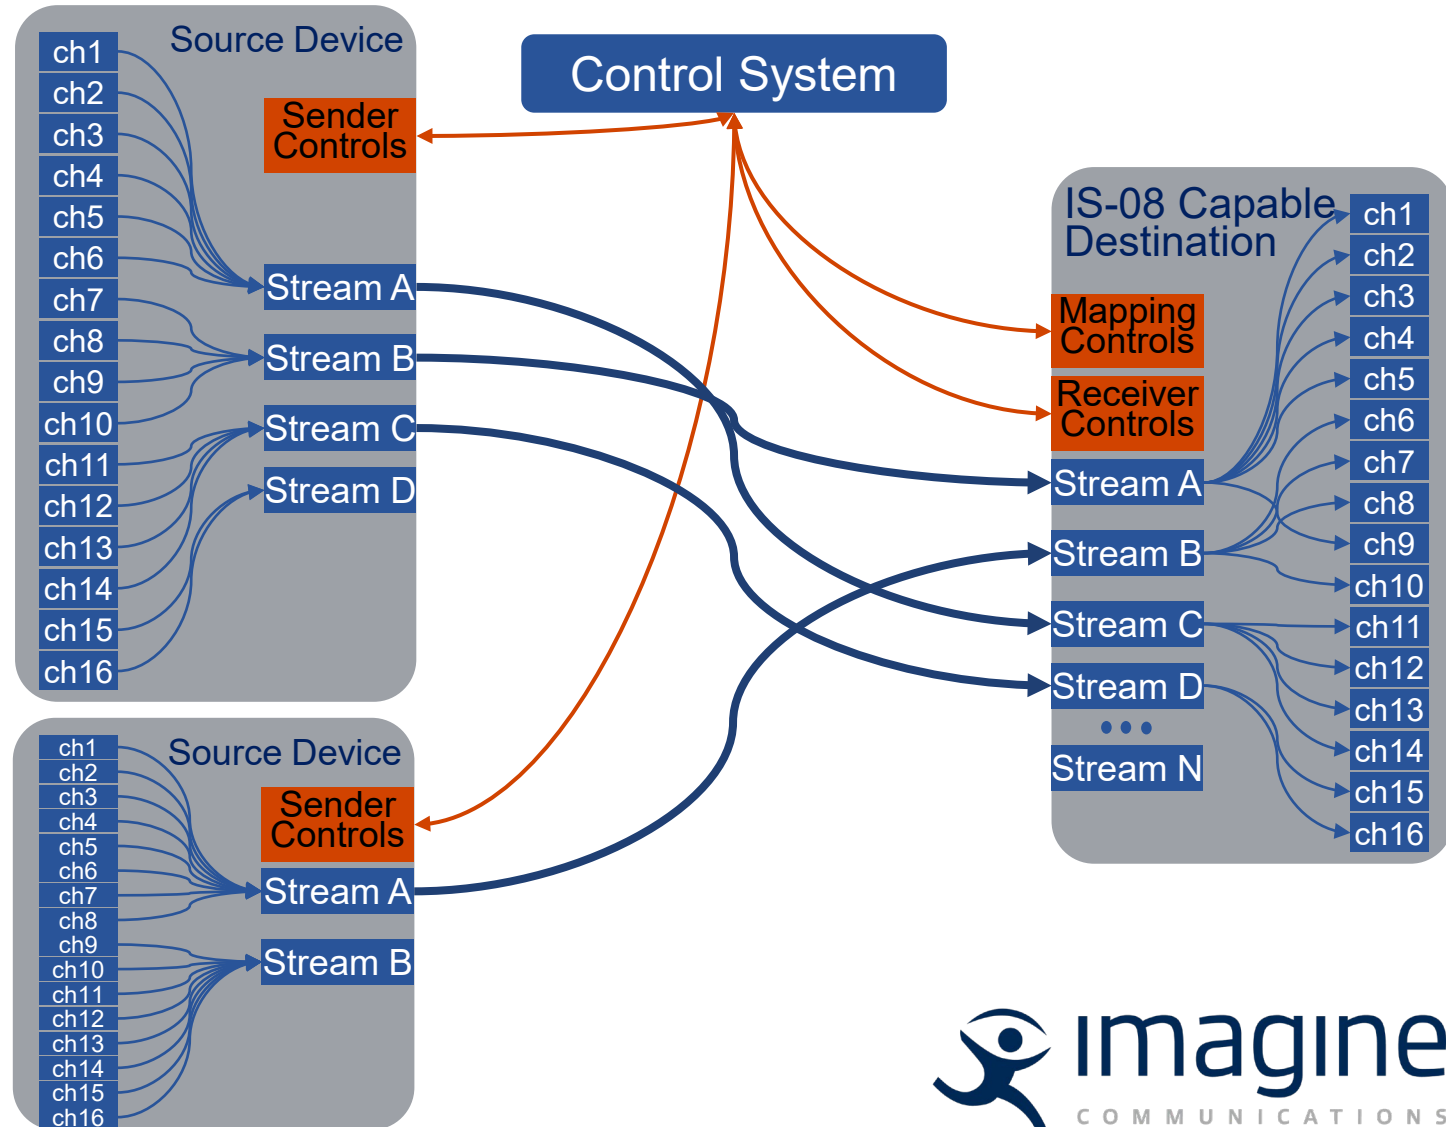 Source Device
ch1
ch2
ch3
ch4
ch5
ch6
ch7
ch8
ch9
ch10
ch11
ch12
ch13
ch14
ch15
ch16
Sender
Controls
Stream A
Stream B
Stream C
Stream D
Control System
Source Device
ch1
ch2
ch3
ch4
ch5
ch6
ch7
ch8
ch9
ch10
ch11
ch12
ch13
ch14
ch15
ch16
Sender
Controls
Stream A
Stream B
IS-08 Capable
Destination
Mapping
Controls
Receiver
Controls
Stream A
Stream B
Stream C
Stream D
•••
Stream N
ch1
ch2
ch3
ch4
ch5
ch6
ch7
ch8
ch9
ch10
ch11
ch12
ch13
ch14
ch15
ch16
imagine
COMMUNICATIONS